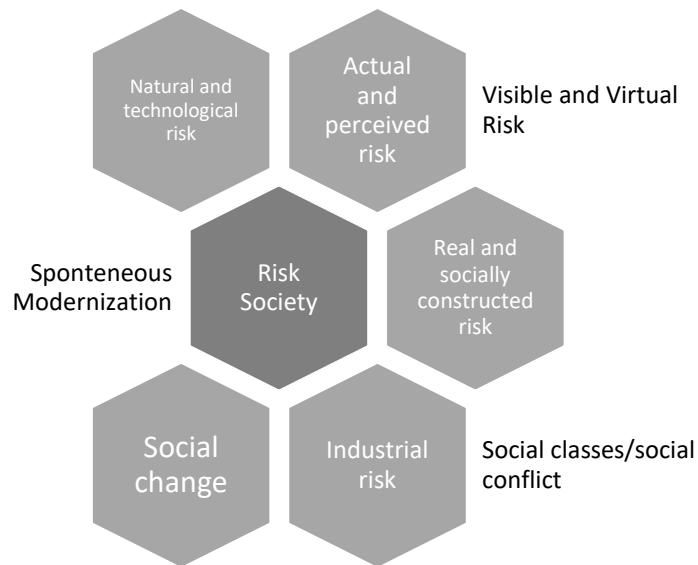 Natural and
technological
risk
Actual
and
perceived
risk
Visible and Virtual
Risk
Sponteneous
Modernization
Risk
Society
Real and
socially
constructed
risk
Social
change
Industrial
risk
Social classes/social
conflict